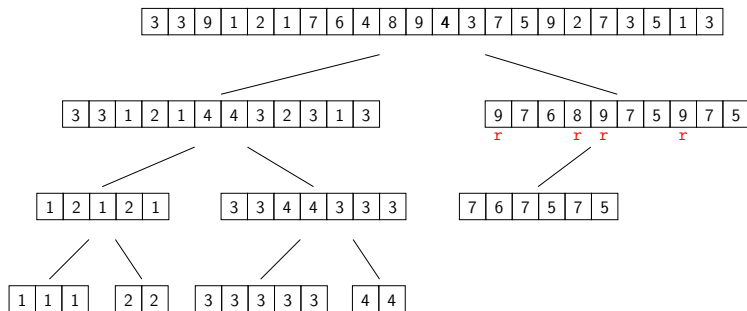 3 3 9 1 2 1 7 6 4 8 9 4 3 7 5 9 2 7 3 5 1 3
3 3 1 2 1 4 4 3 2 3 1 3 9 7 6 8 9 7 5 9 7 5
r r r r
1 2 1 2 1 3 3 4 4 3 3 3 7 6 7 5 7 5
1 1 1 2 2 3 3 3 3 3 4 4